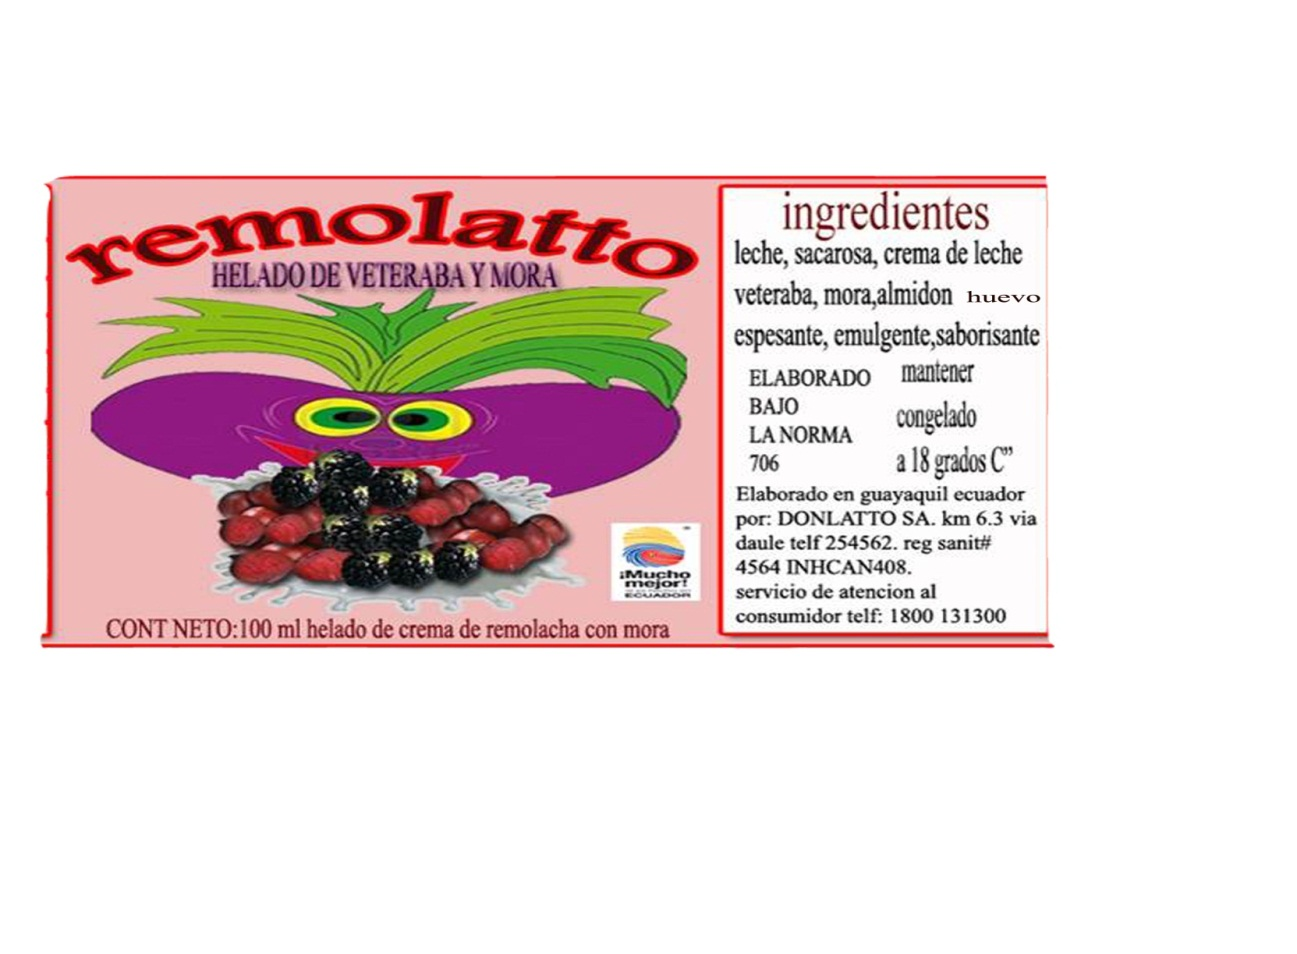 remolatto
HELADO DE VETERABA Y MORA
¡Mucho
mejor!
ECUADOR
CONT NETO:100 ml helado de crema de remolacha con mora
ingredientes
leche, sacarosa, crema de leche
veteraba, mora,almidon huevo
espesante, emulgente,saborisante
ELABORADO
BAJO
LA NORMA
706
mantener
congelado
a 18 grados C”
Elaborado en guayaquil ecuador
por: DONLATTO SA. km 6.3 via
daule telf 254562. reg sanit#
4564 INHCAN408.
servicio de atencion al
consumidor telf: 1800 131300